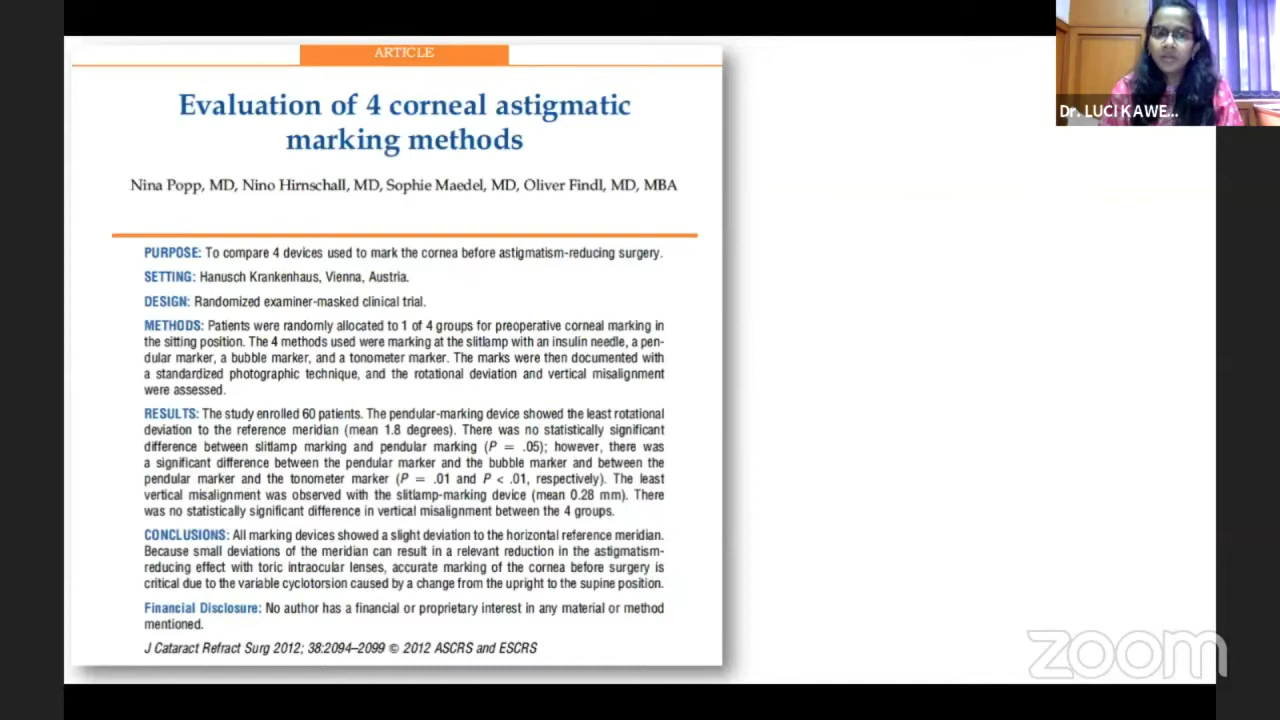 ARTICLE
Evaluation of 4 corneal astigmatic
marking methods
Nina Popp, MD, Nino Hirnschall, MD, Sophie Maedel, MD, Oliver Findl, MD, MBA
PURPOSE: To compare 4 devices used to mark the cornea before astigmatism-reducing surgery.
SETTING: Hanusch Krankenhaus, Vienna, Austria.
DESIGN: Randomized examiner-masked clinical trial.
METHODS: Patients were randomly allocated to 1 of 4 groups for preoperative corneal marking in
the sitting position. The 4 methods used were marking at the slitlamp with an insulin needle, a pen-
dular marker, a bubble marker, and a tonometer marker. The marks were then documented with
a standardized photographic technique, and the rotational deviation and vertical misalignment
were assessed.
RESULTS: The study enrolled 60 patients. The pendular-marking device showed the least rotational
deviation to the reference meridian (mean 1.8 degrees). There was no statistically significant
difference between slitlamp marking and pendular marking (P = .05); however, there was
a significant difference between the pendular marker and the bubble marker and between the
pendular marker and the tonometer marker (P = .01 and P < .01, respectively). The least
vertical misalignment was observed with the slitlamp-marking device (mean 0.28 mm). There
was no statistically significant difference in vertical misalignment between the 4 groups.
CONCLUSIONS: All marking devices showed a slight deviation to the horizontal reference meridian.
Because small deviations of the meridian can result in a relevant reduction in the astigmatism-
reducing effect with toric intraocular lenses, accurate marking of the cornea before surgery is
critical due to the variable cyclotorsion caused by a change from the upright to the supine position.
Financial Disclosure: No author has a financial or proprietary interest in any material or method
mentioned.
J Cataract Refract Surg 2012; 38:2094–2099 © 2012 ASCRS and ESCRS
Dr. LUCI KAWE...
zoom